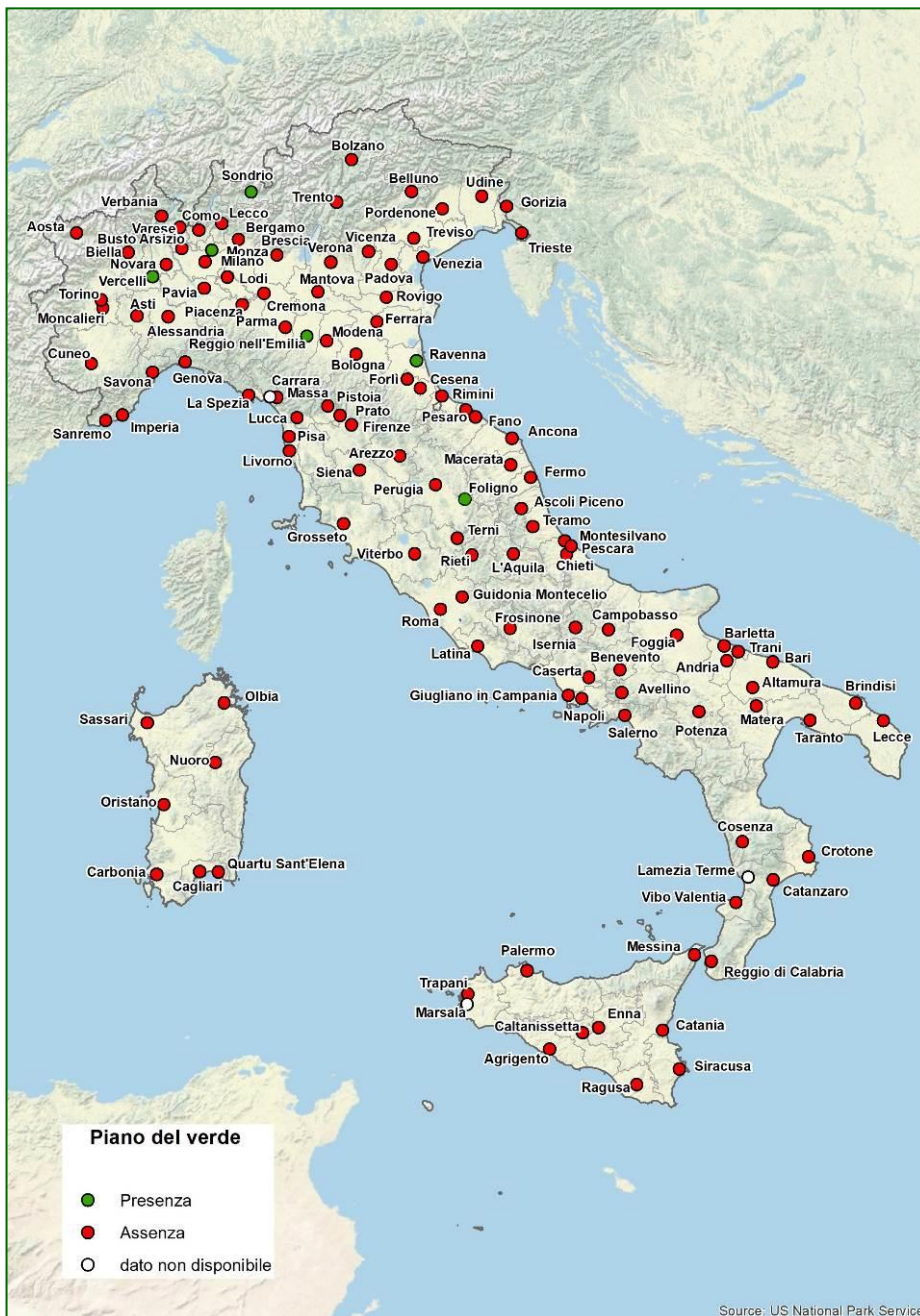 Bolzano
Sondrio
Belluno
Udine
Trento
Gorizia
Verbania
Como
Lecco
Pordenone
Aosta
Varese
Bergamo
Treviso
Busto Arsizio
Brescia
Verona
Vicenza
Trieste
Biella
Monza
Novara
Milano
Venezia
Vercelli
Lodi
Mantova
Padova
Torino
Pavia
Rovigo
Asti
Piacenza
Cremona
Moncalieri
Parma
Ferrara
Alessandria
Reggio nell'Emilia
Modena
Ravenna
Cuneo
Bologna
Genova
Savona
Forlì
Cesena
Carrara
Rimini
La Spezia
Massa
Pistoia
Lucca
Prato
Pesaro
Fano
Sanremo
Imperia
Firenze
Pisa
Ancona
Livorno
Arezzo
Macerata
Siena
Fermo
Perugia
Foligno
Ascoli Piceno
Teramo
Grosseto
Terni
Montesilvano
Viterbo
Pescara
Rieti
L'Aquila
Chieti
Guidonia Montecelio
Roma
Frosinone
Campobasso
Latina
Isernia
Foggia
Barletta
Trani
Benevento
Andria
Bari
Caserta
Altamura
Olbia
Giugliano in Campania
Avellino
Brindisi
Sassari
Napoli
Matera
Salerno
Potenza
Taranto
Lecce
Nuoro
Oristano
Cosenza
Crotone
Carbonia
Quartu Sant'Elena
Lamezia Terme
Cagliari
Catanzaro
Vibo Valentia
Palermo
Messina
Reggio di Calabria
Trapani
Marsala
Caltanissetta
Enna
Catania
Agrigento
Siracusa
Ragusa
Piano del verde
Presenza
Assenza
dato non disponibile
Source: US National Park Service